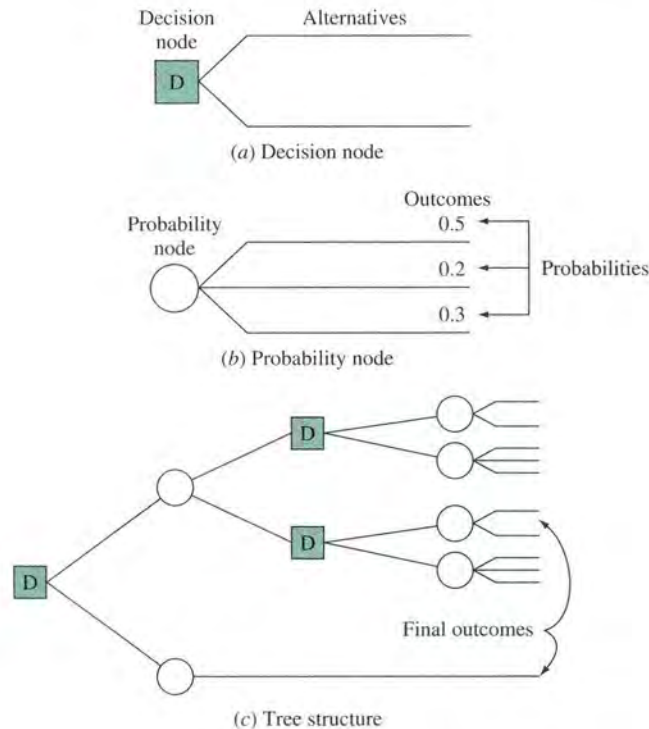 Decision
node
Alternatives
D
(a) Decision node
Outcomes
Probability
node
0.5
0.2
Probabilities
0.3
(b) Probability node
D
D
D
Final outcomes
(c) Tree structure